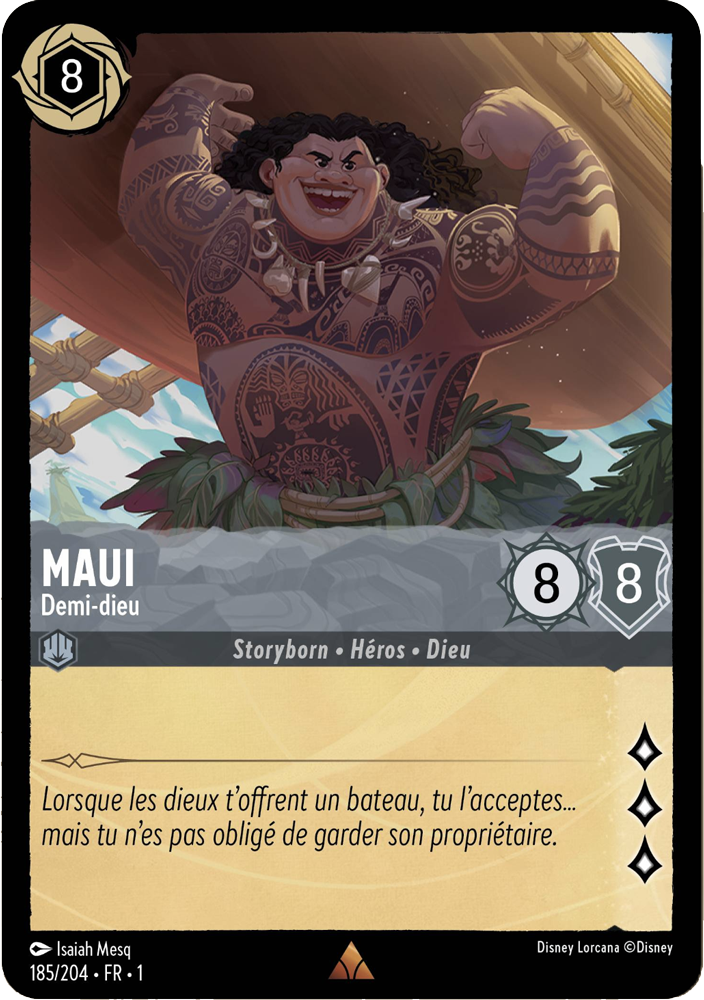 8
MAUI
Demi-dieu
8 8
Storyborn • Héros • Dieu
Lorsque les dieux t'offrent un bateau, tu l'acceptes...
mais tu n'es pas obligé de garder son propriétaire.
Isaiah Mesq
185/204 • FR • 1
Disney Lorcana ©Disney